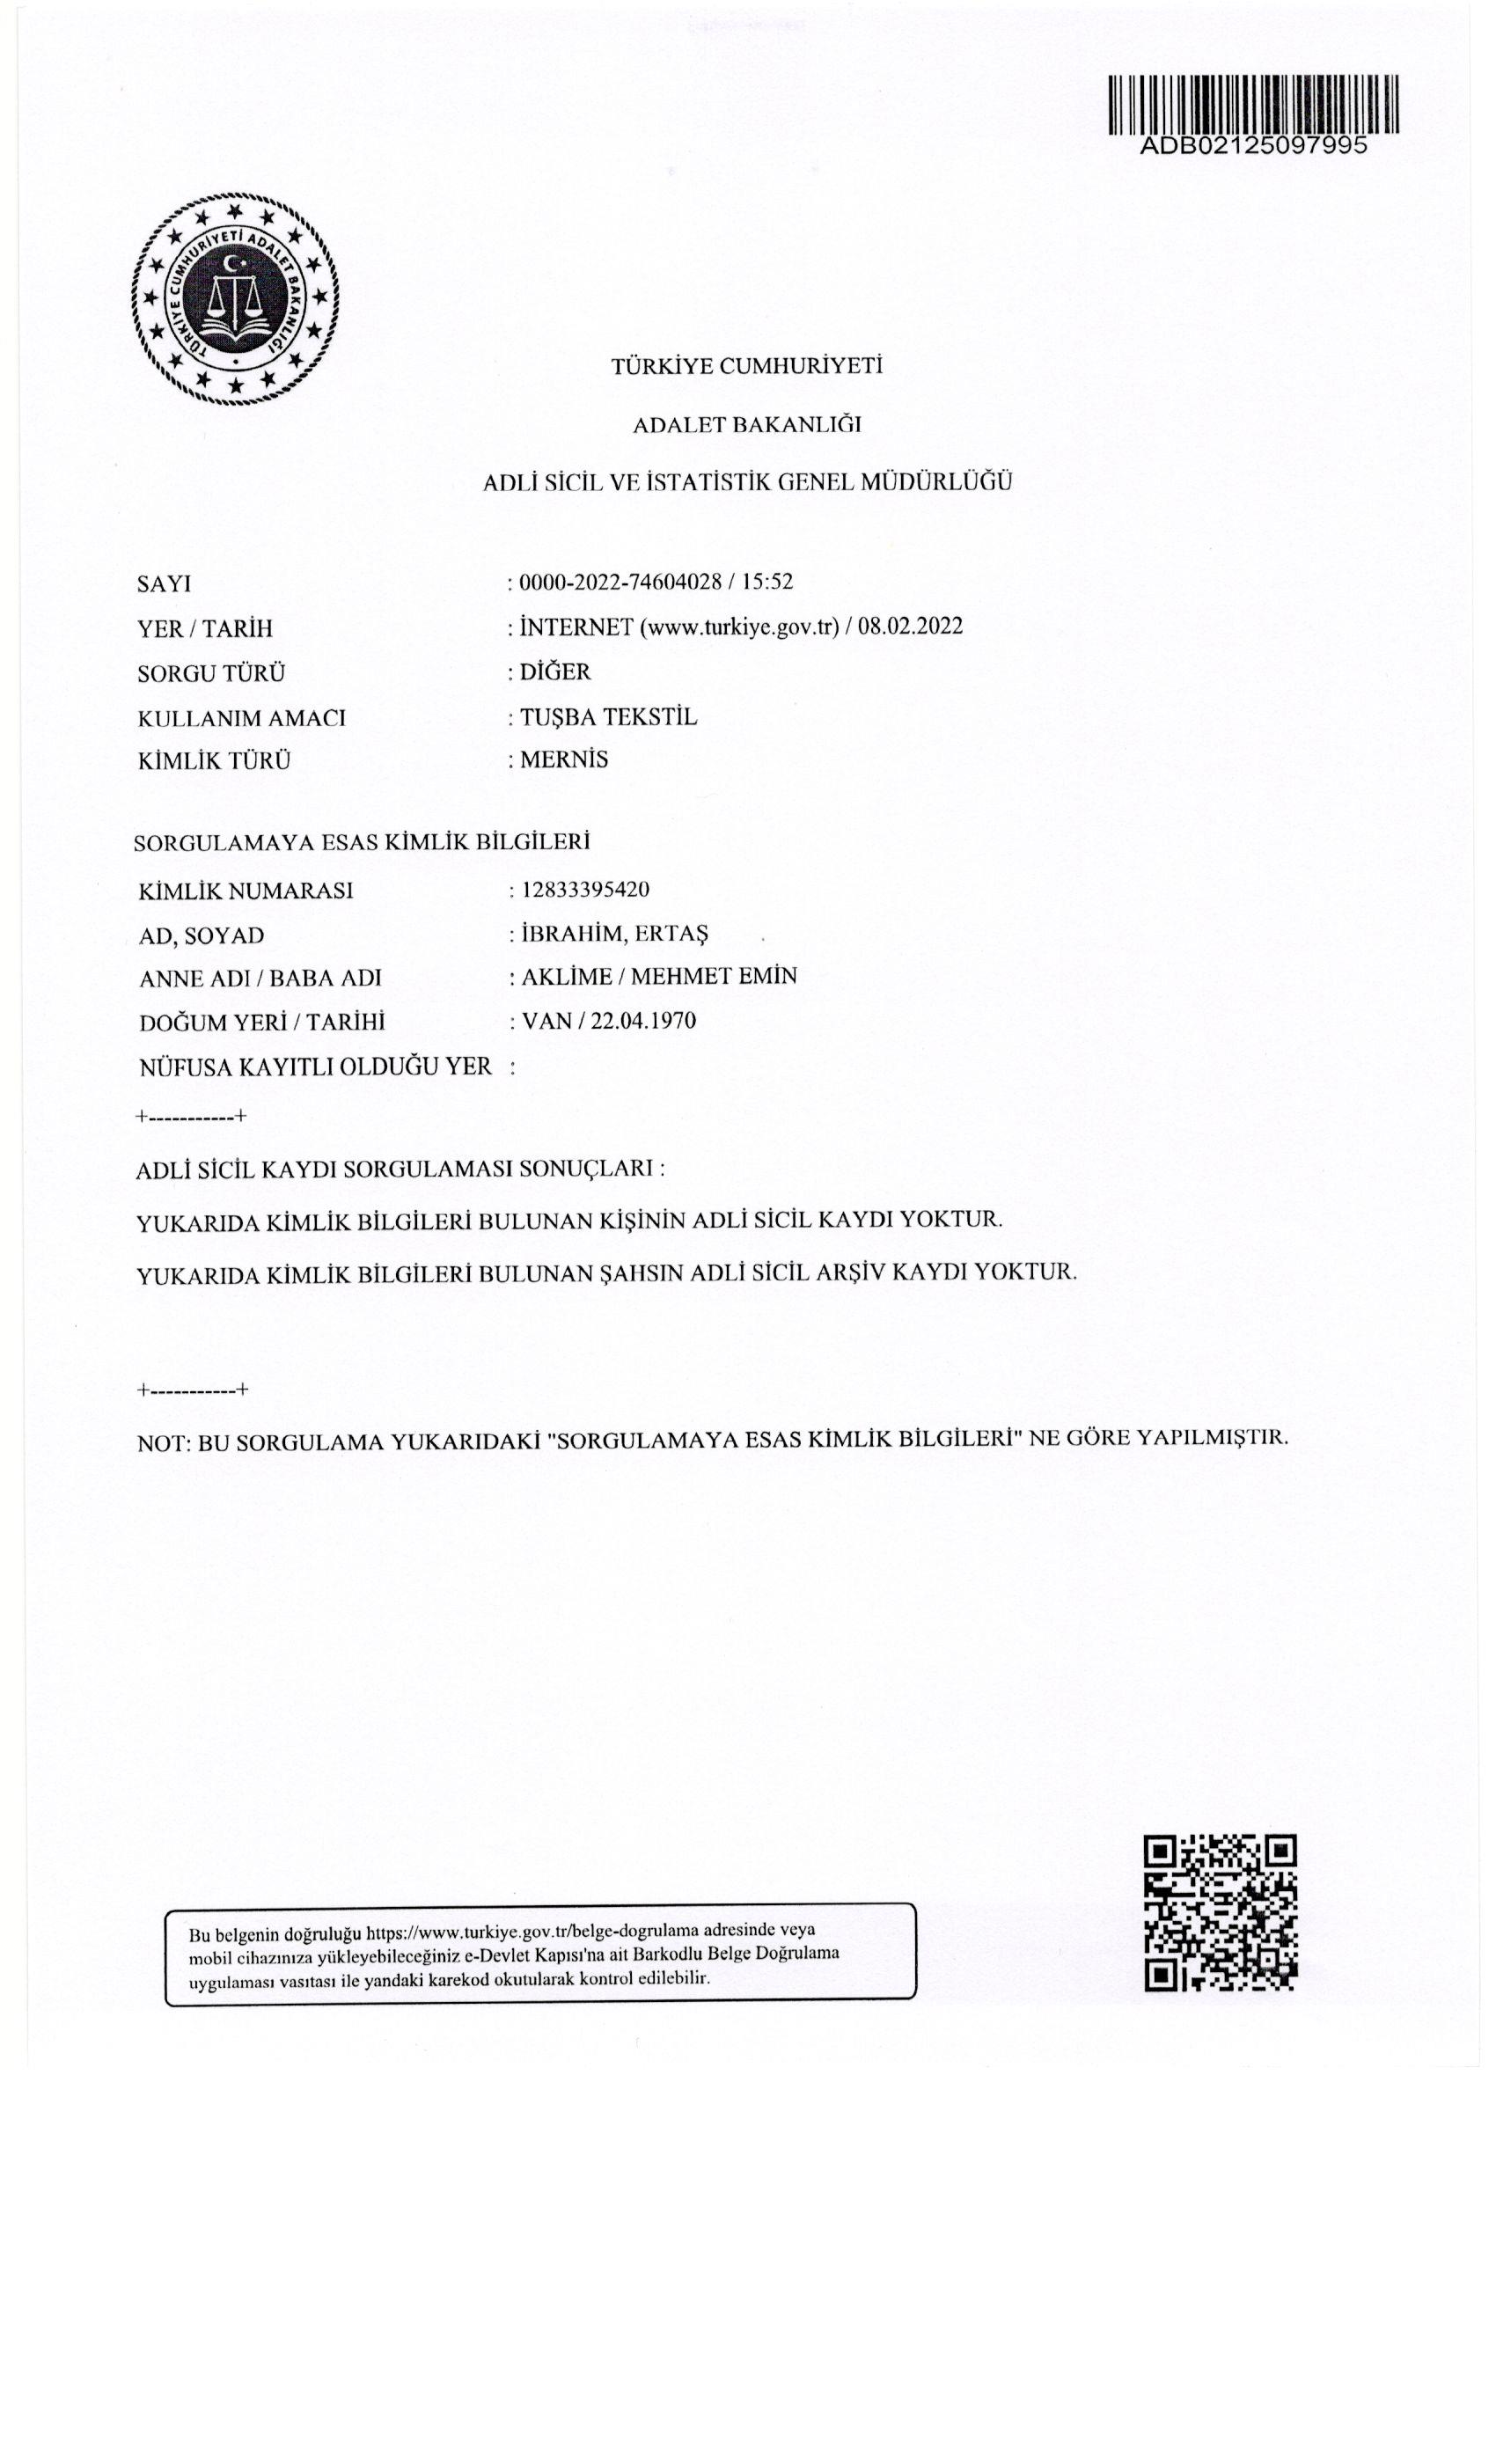 ADB02125097995
TÜRKİYE CUMHURİYETİ ADALET BAKANLIĞI
TÜRKİYE CUMHURİYETİ
ADALET BAKANLIĞI
ADLİ SİCİL VE İSTATİSTİK GENEL MÜDÜRLÜĞÜ
SAYI : 0000-2022-74604028 / 15:52
YER / TARİH : İNTERNET (www.turkiye.gov.tr) / 08.02.2022
SORGU TÜRÜ : DİĞER
KULLANIM AMACI : TUŞBA TEKSTİL
KİMLİK TÜRÜ : MERNİS
SORGULAMAYA ESAS KİMLİK BİLGİLERİ
KİMLİK NUMARASI : 12833395420
AD, SOYAD : İBRAHİM, ERTAŞ
ANNE ADI / BABA ADI : AKLİME / MEHMET EMİN
DOĞUM YERİ / TARİHİ : VAN / 22.04.1970
NÜFUSA KAYITLI OLDUĞU YER :
+-----------+
ADLİ SİCİL KAYDI SORGULAMASI SONUÇLARI :
YUKARIDA KİMLİK BİLGİLERİ BULUNAN KİŞİNİN ADLİ SİCİL KAYDI YOKTUR.
YUKARIDA KİMLİK BİLGİLERİ BULUNAN ŞAHSIN ADLİ SİCİL ARŞİV KAYDI YOKTUR.
+-----------+
NOT: BU SORGULAMA YUKARIDAKİ "SORGULAMAYA ESAS KİMLİK BİLGİLERİ" NE GÖRE YAPILMIŞTIR.
Bu belgenin doğruluğu https://www.turkiye.gov.tr/belge-dogrulama adresinde veya
mobil cihazınıza yükleyebileceğiniz e-Devlet Kapısı'na ait Barkodlu Belge Doğrulama
uygulaması vasıtası ile yandaki karekod okutularak kontrol edilebilir.